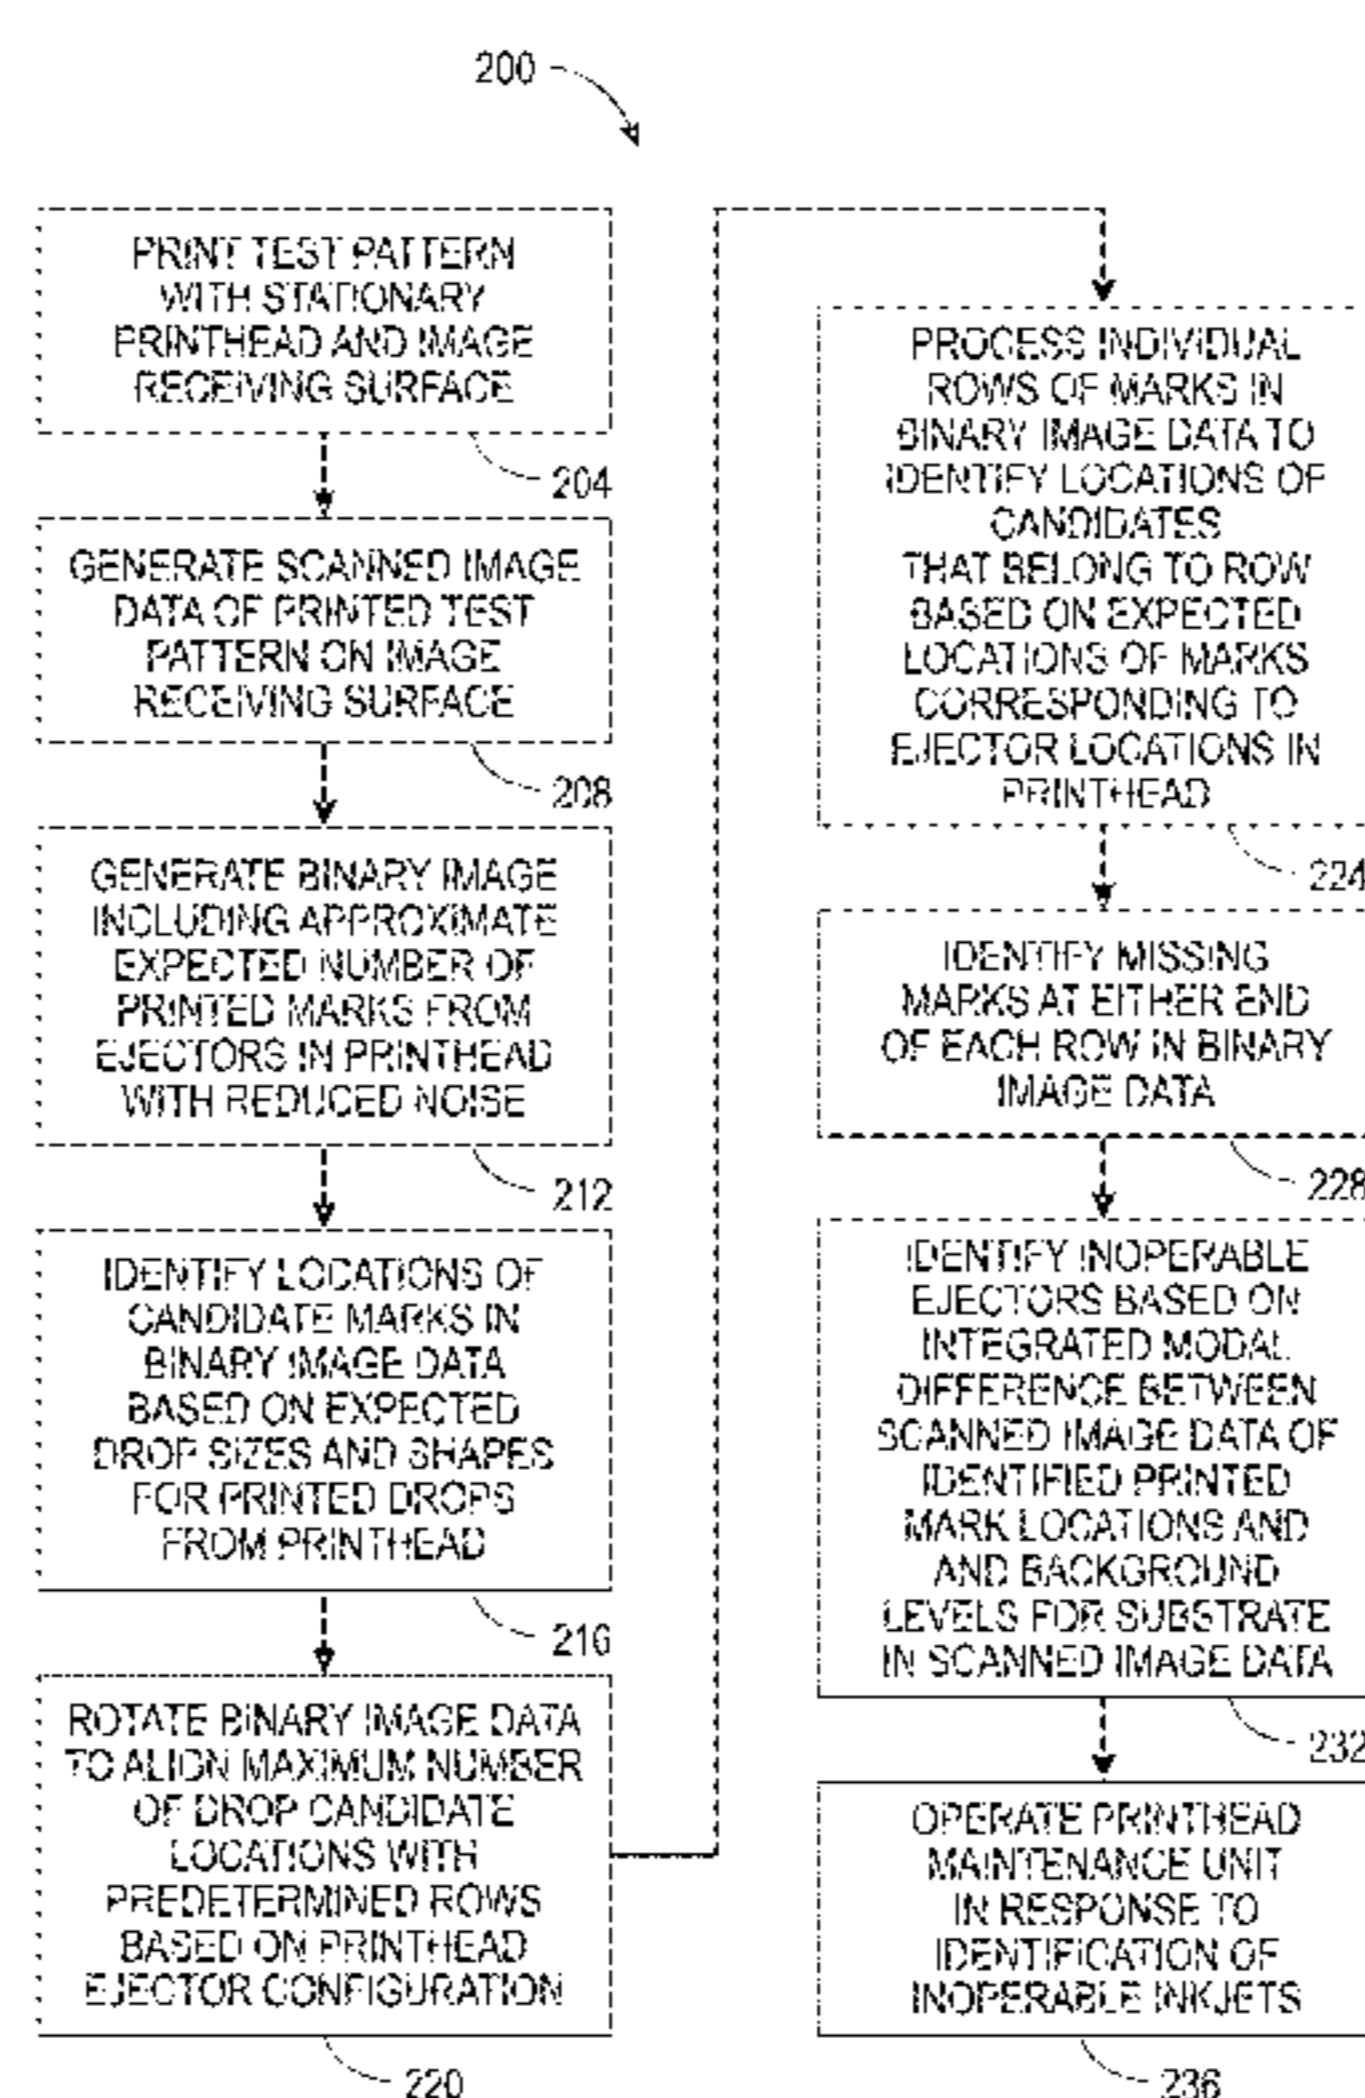 200
PRINT TEST PATTERN
WITH STATIONARY
PRINTHEAD AND IMAGE
RECEIVING SURFACE
204
GENERATE SCANNED IMAGE
DATA OF PRINTED TEST
PATTERN ON IMAGE
RECEIVING SURFACE
208
GENERATE BINARY IMAGE
INCLUDING APPROXIMATE
EXPECTED NUMBER OF
PRINTED MARKS FROM
EJECTORS IN PRINTHEAD
WITH REDUCED NOISE
212
IDENTIFY LOCATIONS OF
CANDIDATE MARKS IN
BINARY IMAGE DATA
BASED ON EXPECTED
DROP SIZES AND SHAPES
FOR PRINTED DROPS
FROM PRINTHEAD
216
ROTATE BINARY IMAGE DATA
TO ALIGN MAXIMUM NUMBER
OF DROP CANDIDATE
LOCATIONS WITH
PREDETERMINED ROWS
BASED ON PRINTHEAD
EJECTOR CONFIGURATION
220
PROCESS INDIVIDUAL
ROWS OF MARKS IN
BINARY IMAGE DATA TO
IDENTIFY LOCATIONS OF
CANDIDATES
THAT BELONG TO ROW
BASED ON EXPECTED
LOCATIONS OF MARKS
CORRESPONDING TO
EJECTOR LOCATIONS IN
PRINTHEAD
224
IDENTIFY MISSING
MARKS AT EITHER END
OF EACH ROW IN BINARY
IMAGE DATA
228
IDENTIFY INOPERABLE
EJECTORS BASED ON
INTEGRATED MODAL
DIFFERENCE BETWEEN
SCANNED IMAGE DATA OF
IDENTIFIED PRINTED
MARK LOCATIONS AND
AND BACKGROUND
LEVELS FOR SUBSTRATE
IN SCANNED IMAGE DATA
232
OPERATE PRINTHEAD
MAINTENANCE UNIT
IN RESPONSE TO
IDENTIFICATION OF
INOPERABLE INKJETS
236